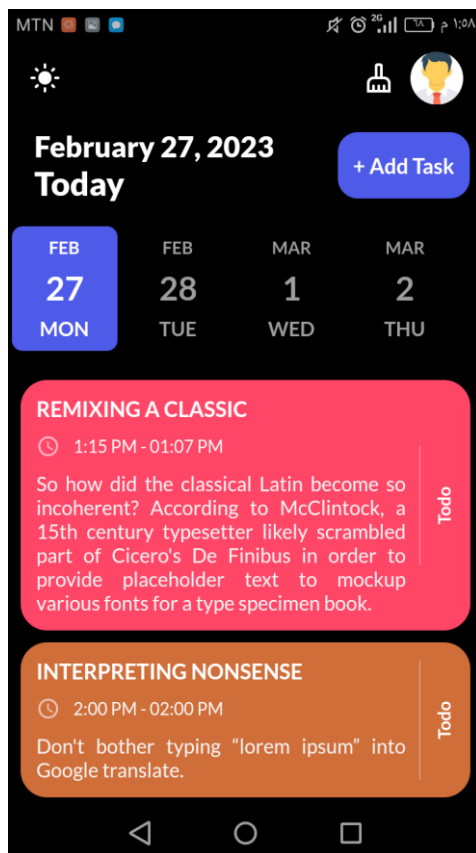 MTN 2G ٦٨ م ١:٥٨
February 27, 2023
Today
+ Add Task
FEB FEB MAR MAR
27 28 1 2
MON TUE WED THU
REMIXING A CLASSIC
1:15 PM - 01:07 PM
So how did the classical Latin become so
incoherent? According to McClintock, a
15th century typesetter likely scrambled
part of Cicero's De Finibus in order to
provide placeholder text to mockup
various fonts for a type specimen book.
Todo
INTERPRETING NONSENSE
2:00 PM - 02:00 PM
Don't bother typing “lorem ipsum” into
Google translate.
Todo